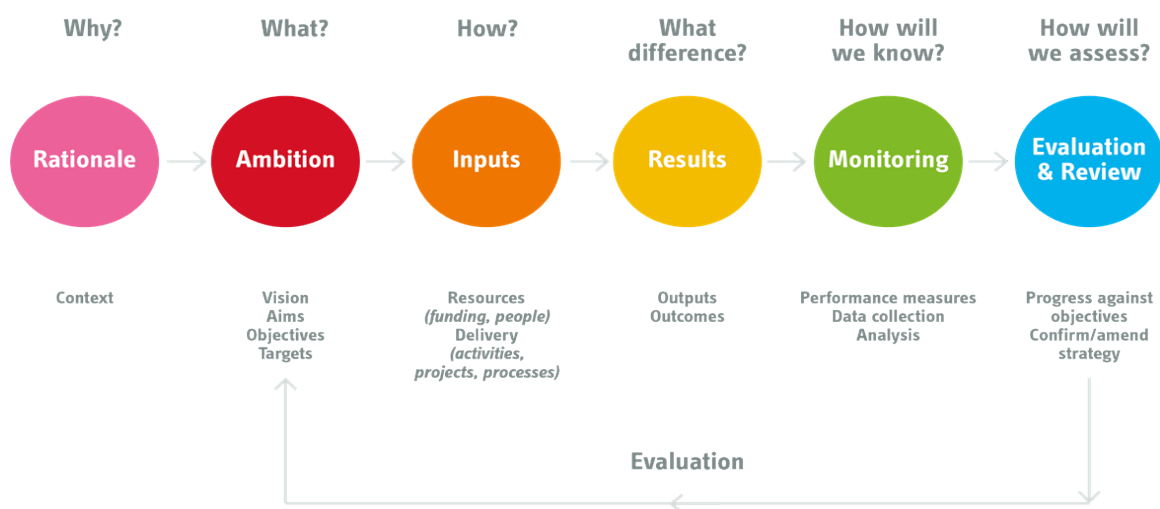 Why?
What?
How?
What
difference?
How will
we know?
How will
we assess?
Rationale
Ambition
Inputs
Results
Monitoring
Evaluation
& Review
Context
Vision
Aims
Objectives
Targets
Resources
(funding, people)
Delivery
(activities,
projects, processes)
Outputs
Outcomes
Performance measures
Data collection
Analysis
Progress against
objectives
Confirm/amend
strategy
Evaluation